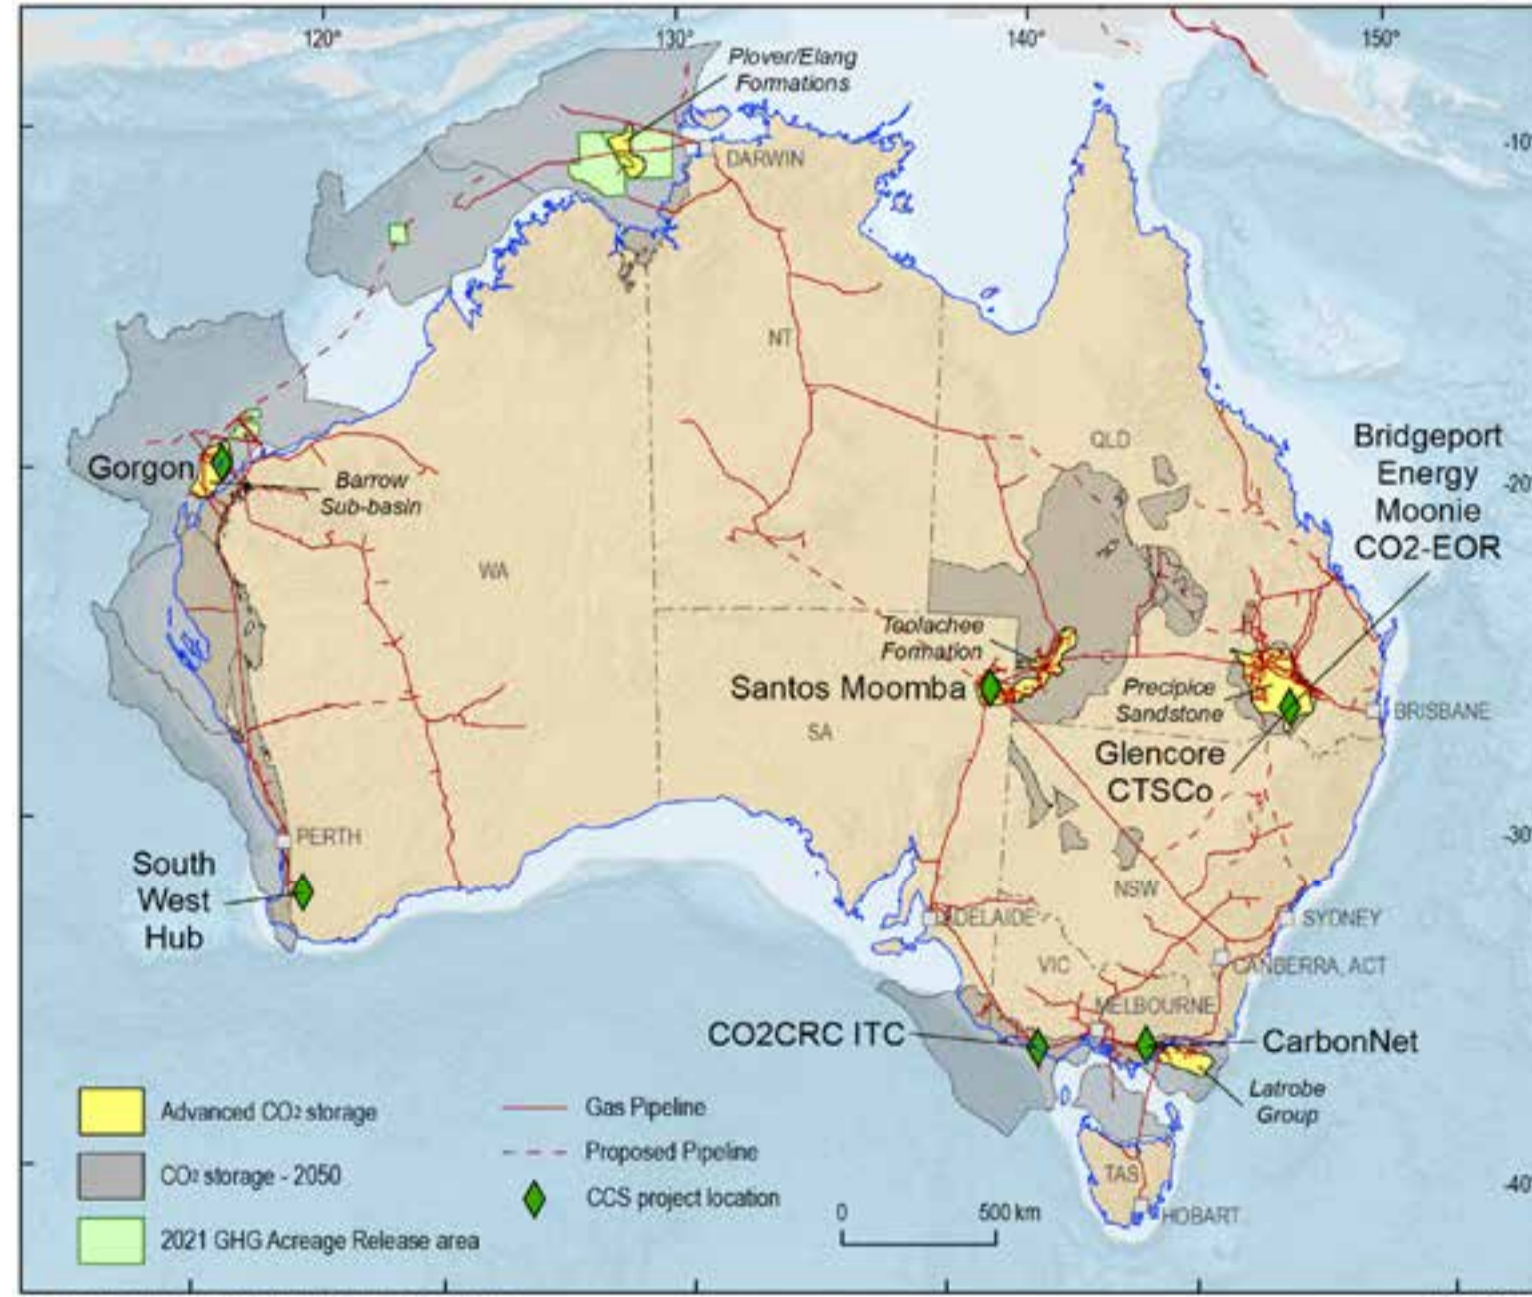 120°
130°
140°
150°
Plover/Elang
Formations
-10°
DARWIN
NT
QLD
Bridgeport
Energy
Moonie
CO2-EOR
Gorgon
Barrow
Sub-basin
-20°
WA
Toolachee
Formation
Santos Moomba
Precipice
Sandstone
BRISBANE
SA
Glencore
CTSCo
PERTH
-30°
South
West
Hub
NSW
ADELAIDE
SYDNEY
VIC
CANBERRA, ACT
MELBOURNE
CO2CRC ITC
CarbonNet
Latrobe
Group
TAS
-40°
HOBART
Advanced CO2 storage
CO2 storage - 2050
2021 GHG Acreage Release area
Gas Pipeline
Proposed Pipeline
CCS project location
0 500 km